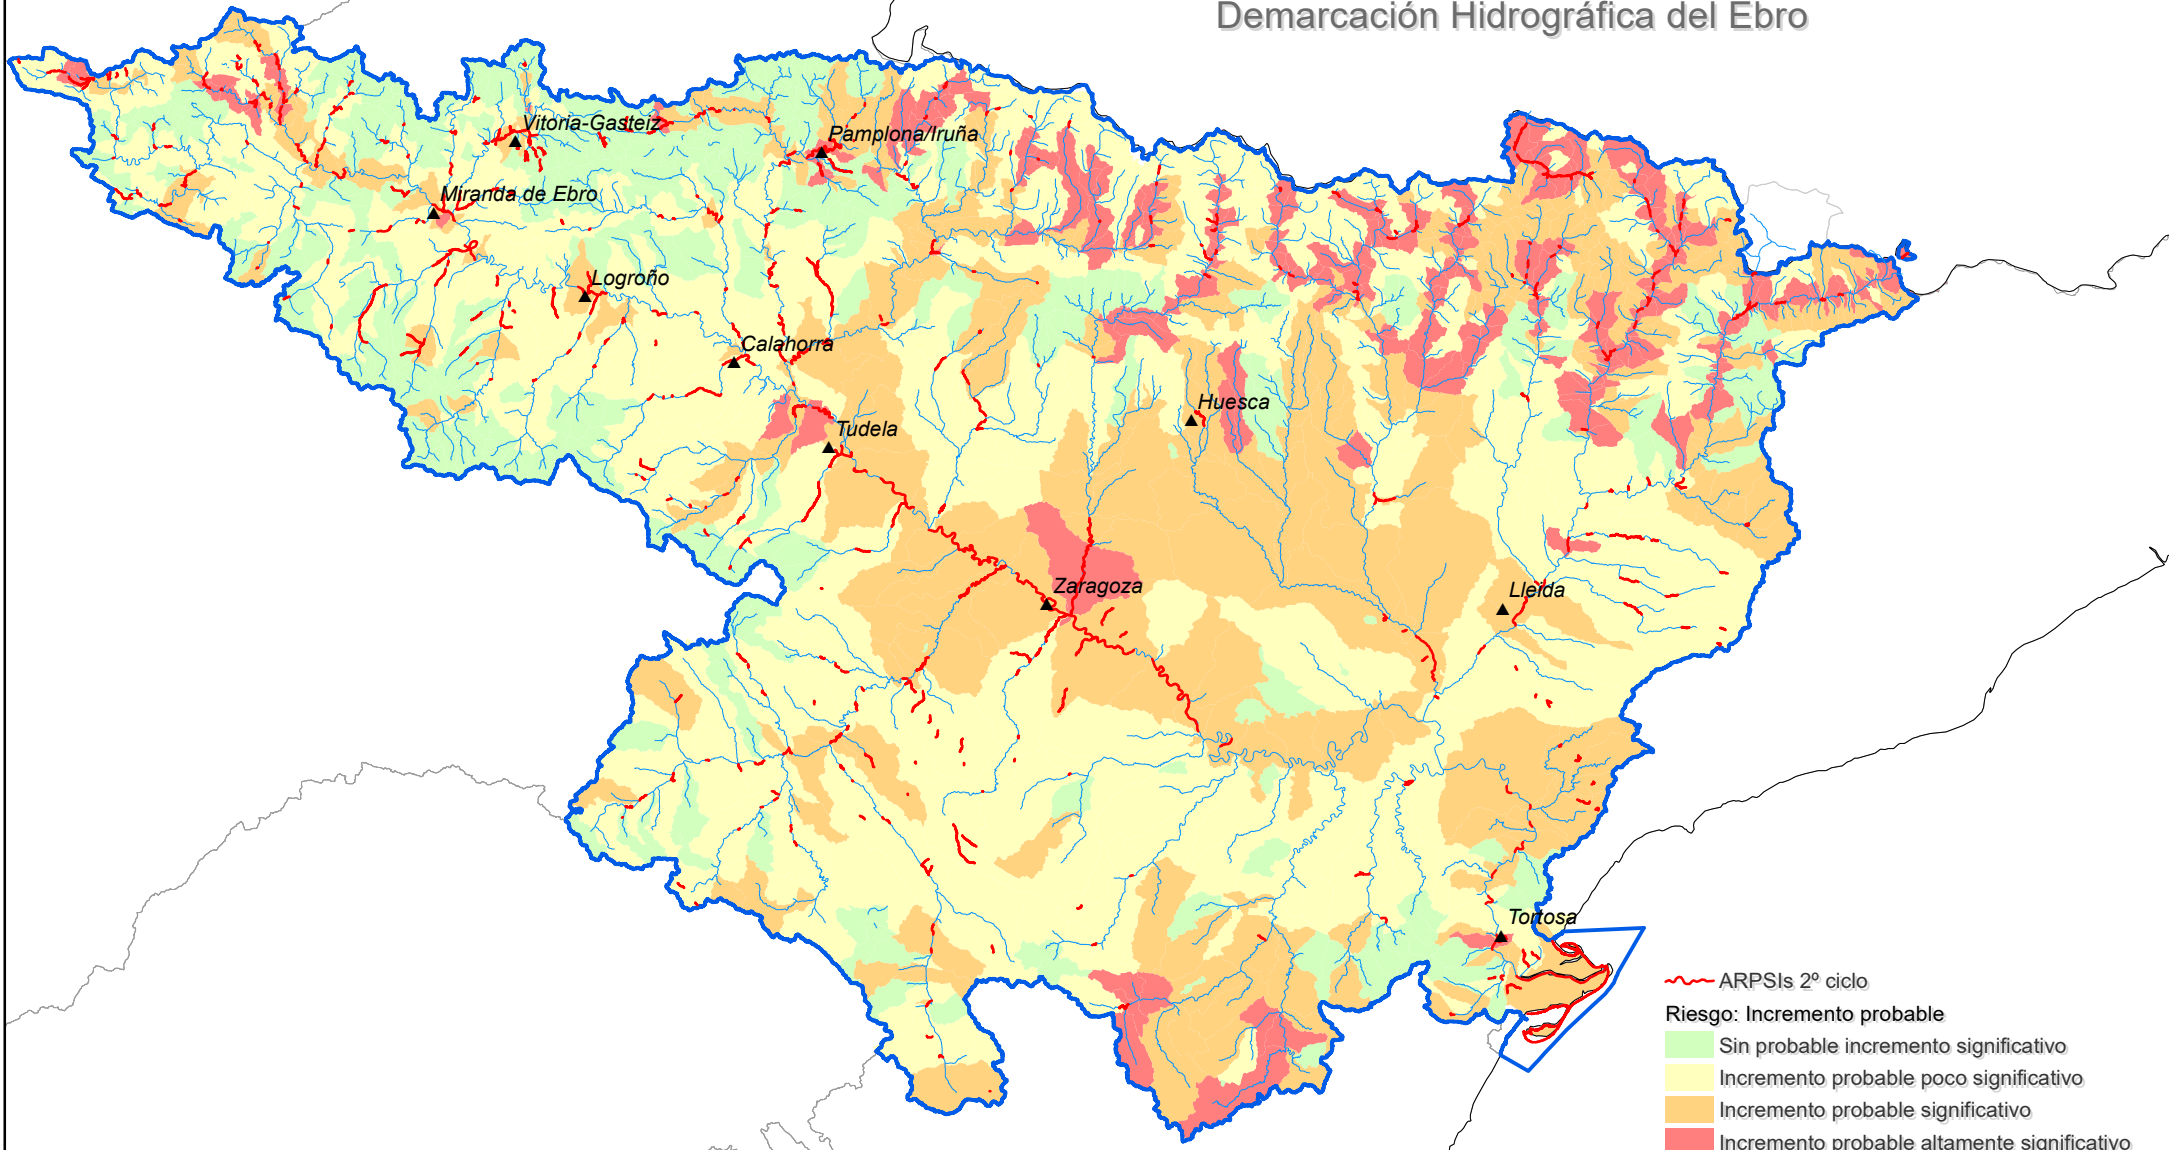 Demarcación Hidrográfica del Ebro
Vitoria-Gasteiz
Pamplona/Iruña
Miranda de Ebro
Logroño
Calahorra
Huesca
Tudela
Zaragoza
Lleida
Tortosa
ARPSIs 2º ciclo
Riesgo: Incremento probable
Sin probable incremento significativo
Incremento probable poco significativo
Incremento probable significativo
Incremento probable altamente significativo